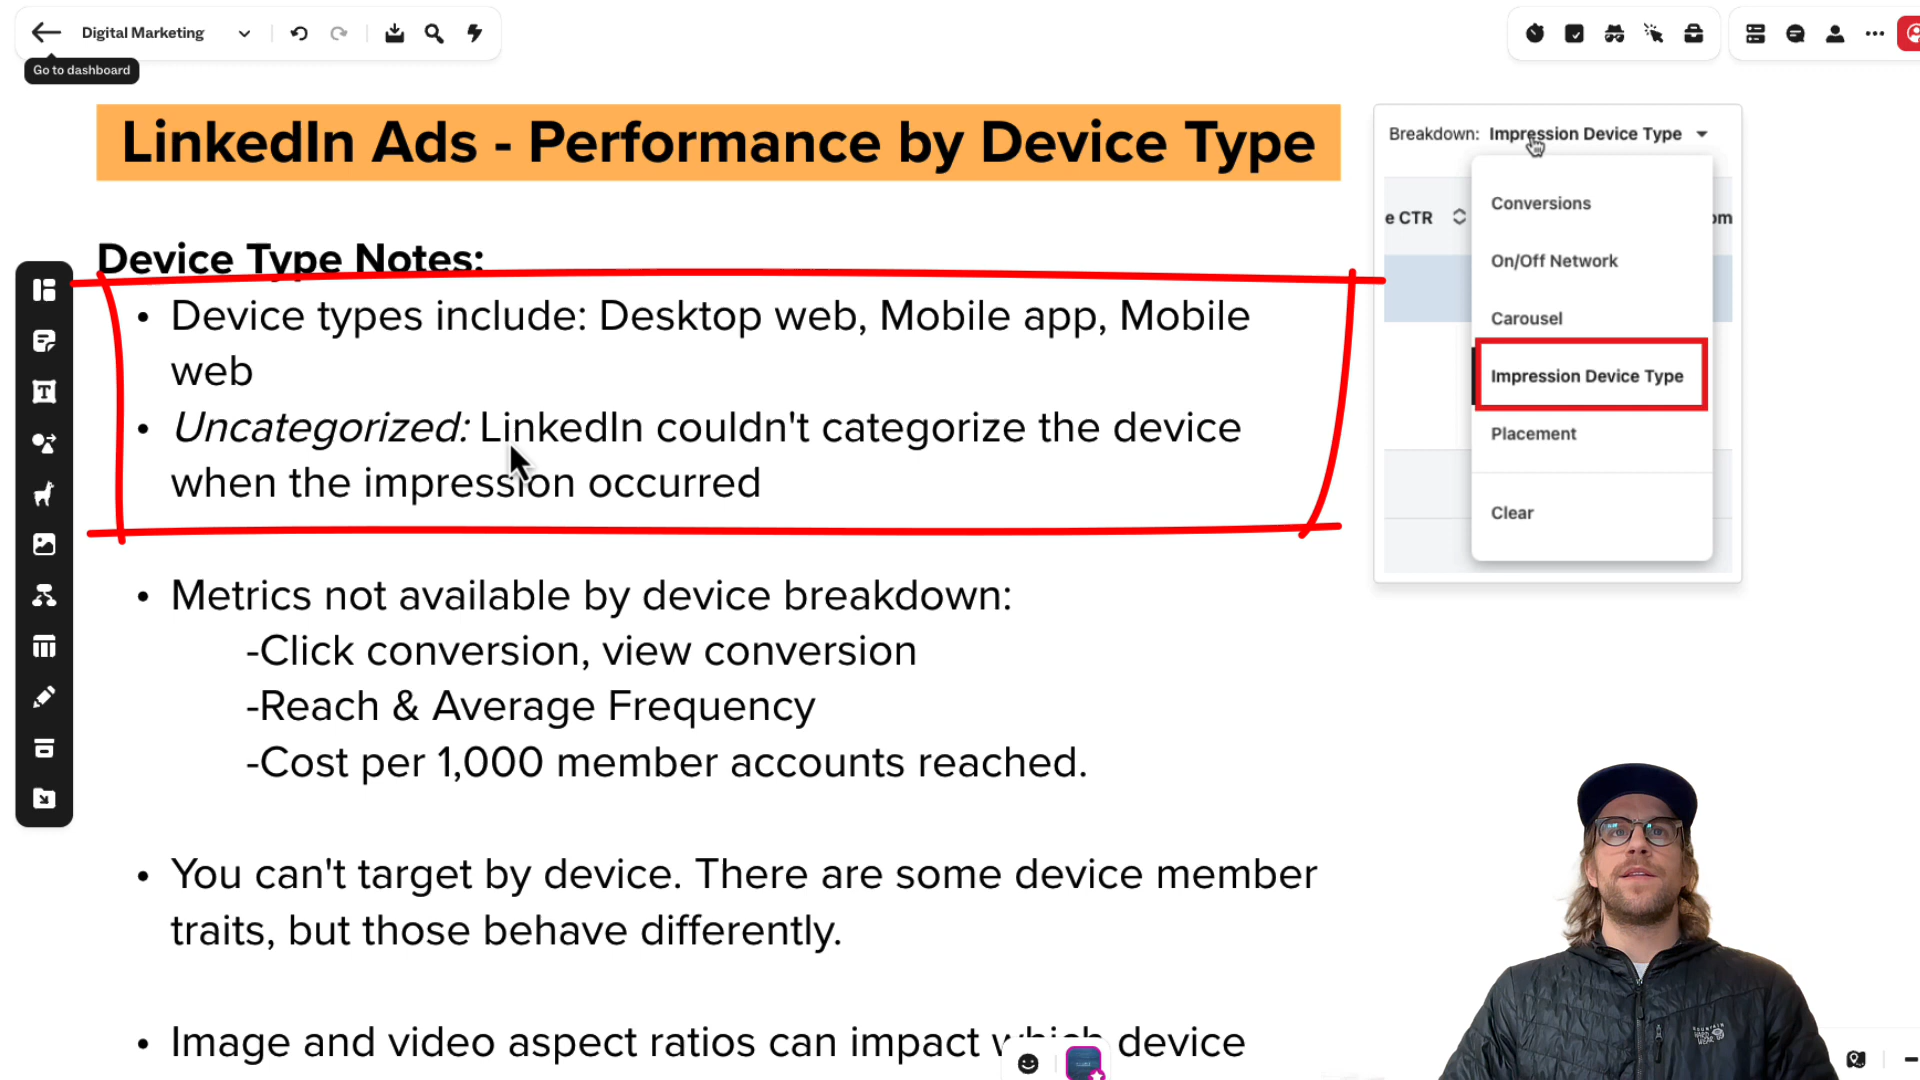 Digital Marketing
Go to dashboard
LinkedIn Ads - Performance by Device Type
Breakdown: Impression Device Type
e CTR
om
Conversions
On/Off Network
Carousel
Impression Device Type
Placement
Clear
Device Type Notes:
• Device types include: Desktop web, Mobile app, Mobile
web
• Uncategorized: LinkedIn couldn't categorize the device
when the impression occurred
• Metrics not available by device breakdown:
-Click conversion, view conversion
-Reach & Average Frequency
-Cost per 1,000 member accounts reached.
• You can't target by device. There are some device member
traits, but those behave differently.
• Image and video aspect ratios can impact which device